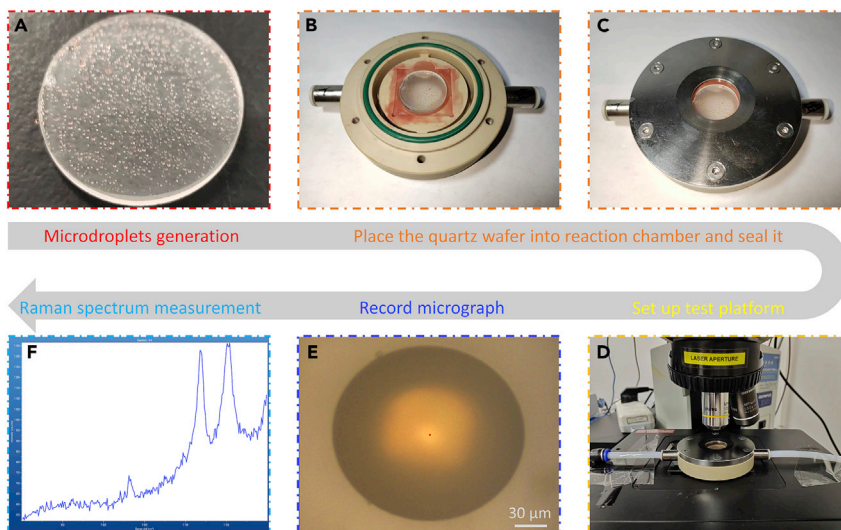 A
B
C
Microdroplets generation
Place the quartz wafer into reaction chamber and seal it
Raman spectrum measurement
Record micrograph
Set up test platform
F
E
D
LASER APERTURE
30 µm